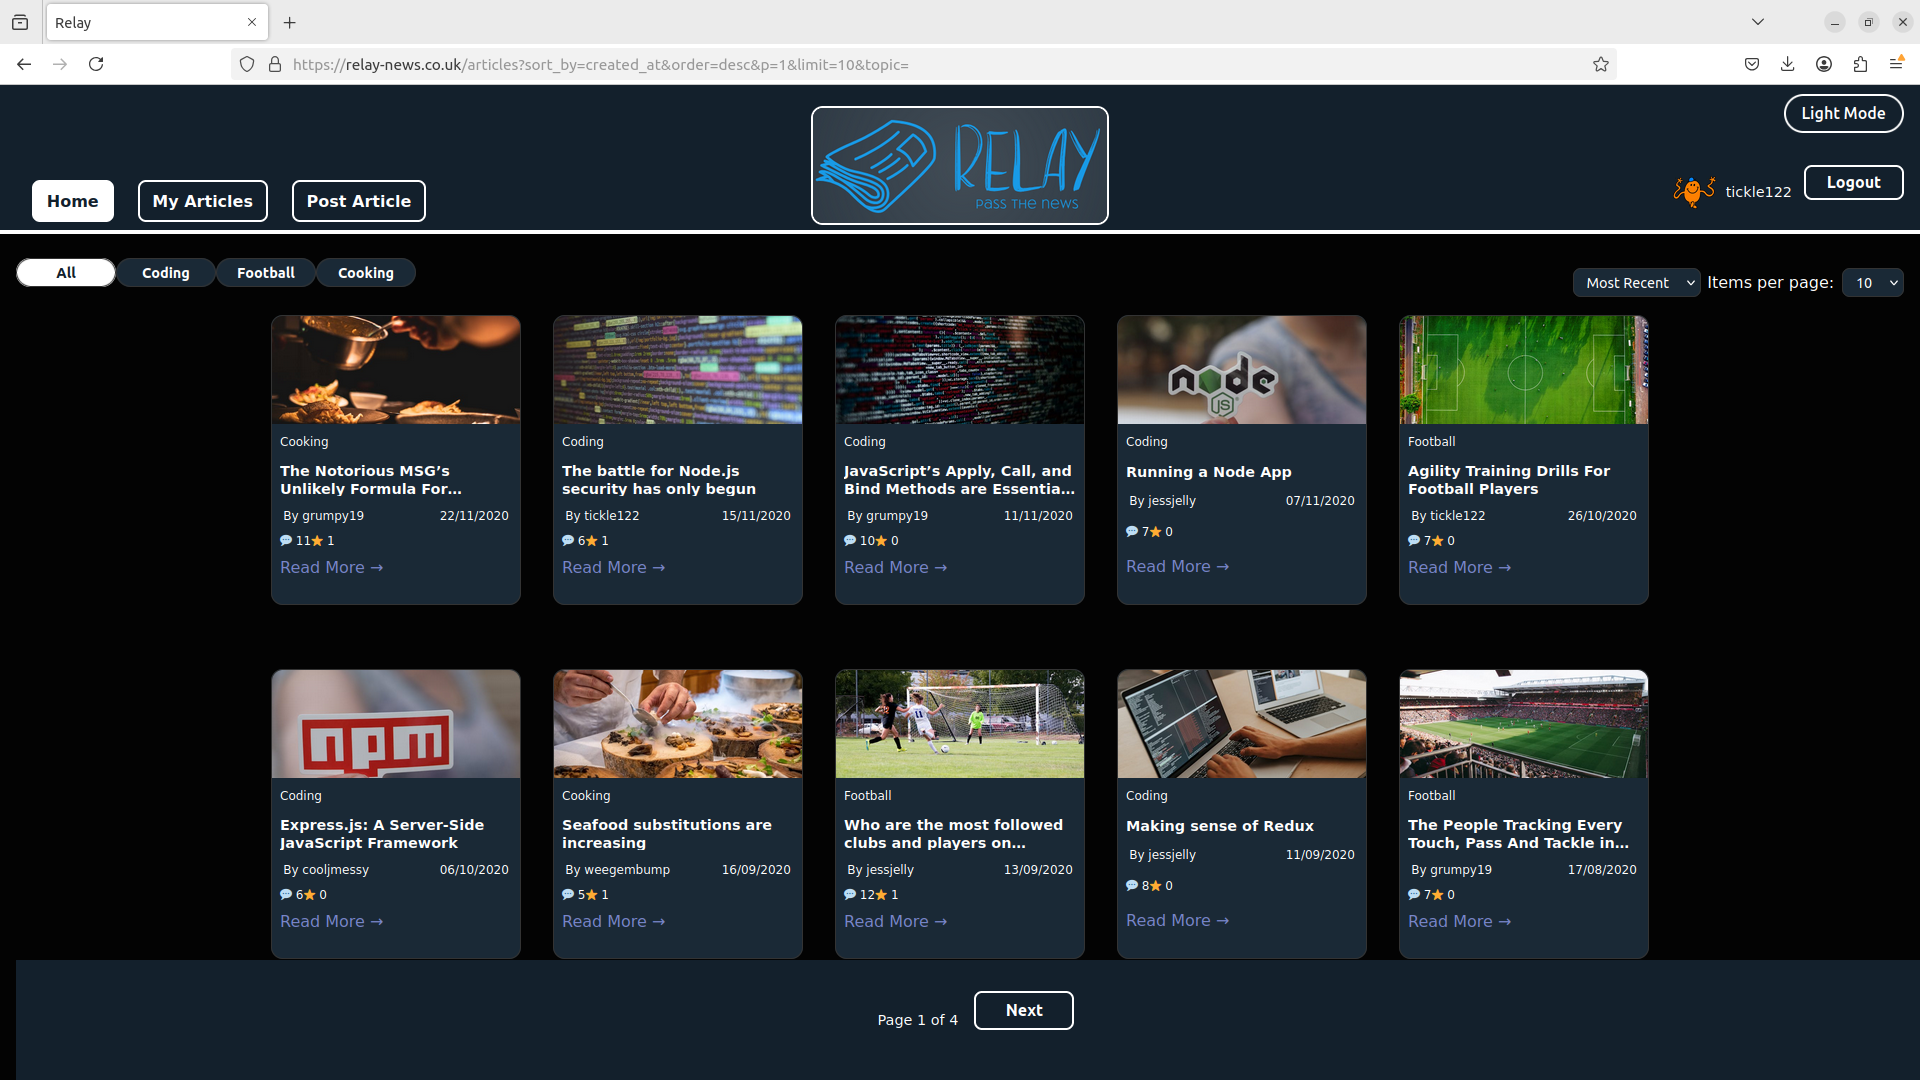 Relay
https://relay-news.co.uk/articles?sort_by=created_at&order=desc&p=1&limit=10&topic=
Light Mode
RELAY
PASS THE NEWS
Home
My Articles
Post Article
tickle122
Logout
All
Coding
Football
Cooking
Most Recent
Items per page:
10
Cooking
The Notorious MSG’s
Unlikely Formula For...
By grumpy19
22/11/2020
💬 11⭐ 1
Read More →
Coding
The battle for Node.js
security has only begun
By tickle122
15/11/2020
💬 6⭐ 1
Read More →
Coding
JavaScript’s Apply, Call, and
Bind Methods are Essentia...
By grumpy19
11/11/2020
💬 10⭐ 0
Read More →
node
JS
Coding
Running a Node App
By jessjelly
07/11/2020
💬 7⭐ 0
Read More →
Football
Agility Training Drills For
Football Players
By tickle122
26/10/2020
💬 7⭐ 0
Read More →
npm
Coding
Express.js: A Server-Side
JavaScript Framework
By cooljmessy
06/10/2020
💬 6⭐ 0
Read More →
Cooking
Seafood substitutions are
increasing
By weegembump
16/09/2020
💬 5⭐ 1
Read More →
11
Football
Who are the most followed
clubs and players on...
By jessjelly
13/09/2020
💬 12⭐ 1
Read More →
Coding
Making sense of Redux
By jessjelly
11/09/2020
💬 8⭐ 0
Read More →
Football
The People Tracking Every
Touch, Pass And Tackle in...
By grumpy19
17/08/2020
💬 7⭐ 0
Read More →
Page 1 of 4
Next